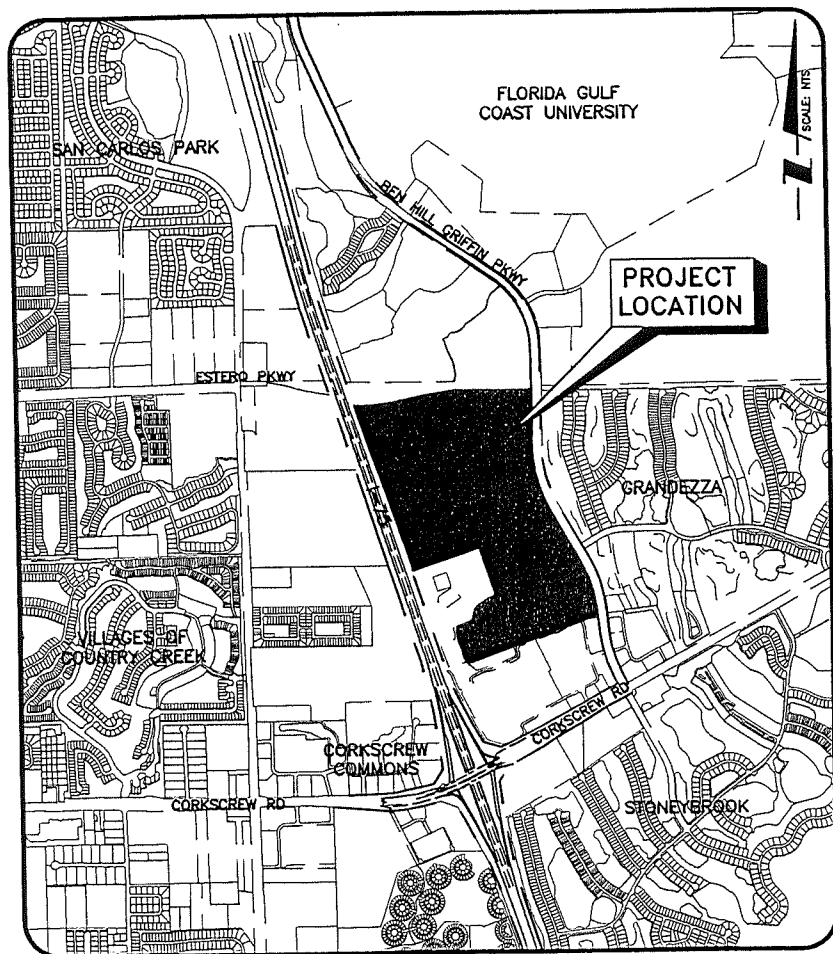 FLORIDA GULF
COAST UNIVERSITY
SCALE: NTS
SAN CARLOS PARK
BEN HILL GRIFFIN PKWY
PROJECT
LOCATION
ESTERO PKWY
GRANDEZZA
I-75
VILLAGES OF
COUNTRY CREEK
CORKSCREW RD
CORKSCREW
COMMONS
CORKSCREW RD
STONEYBROOK